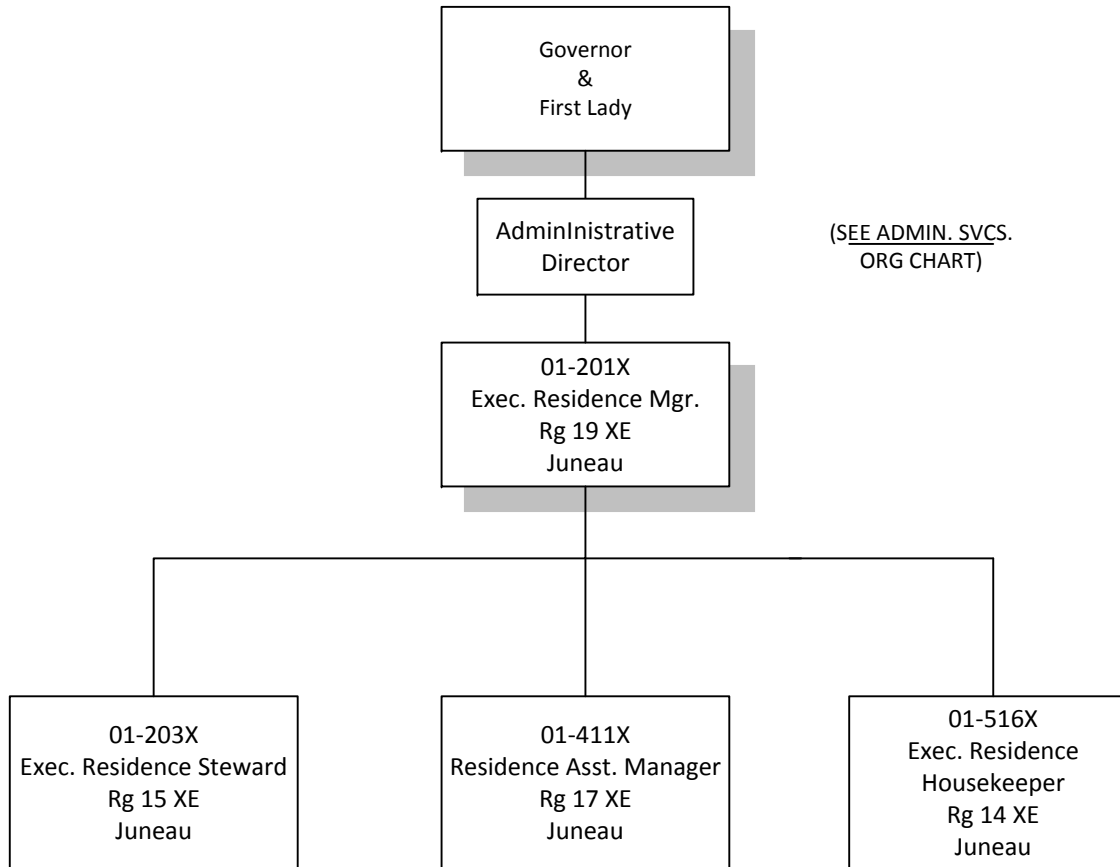 Governor
&
First Lady
AdminInistrative
Director
(SEE ADMIN. SVCS.
ORG CHART)
01-201X
Exec. Residence Mgr.
Rg 19 XE
Juneau
01-203X
Exec. Residence Steward
Rg 15 XE
Juneau
01-411X
Residence Asst. Manager
Rg 17 XE
Juneau
01-516X
Exec. Residence
Housekeeper
Rg 14 XE
Juneau